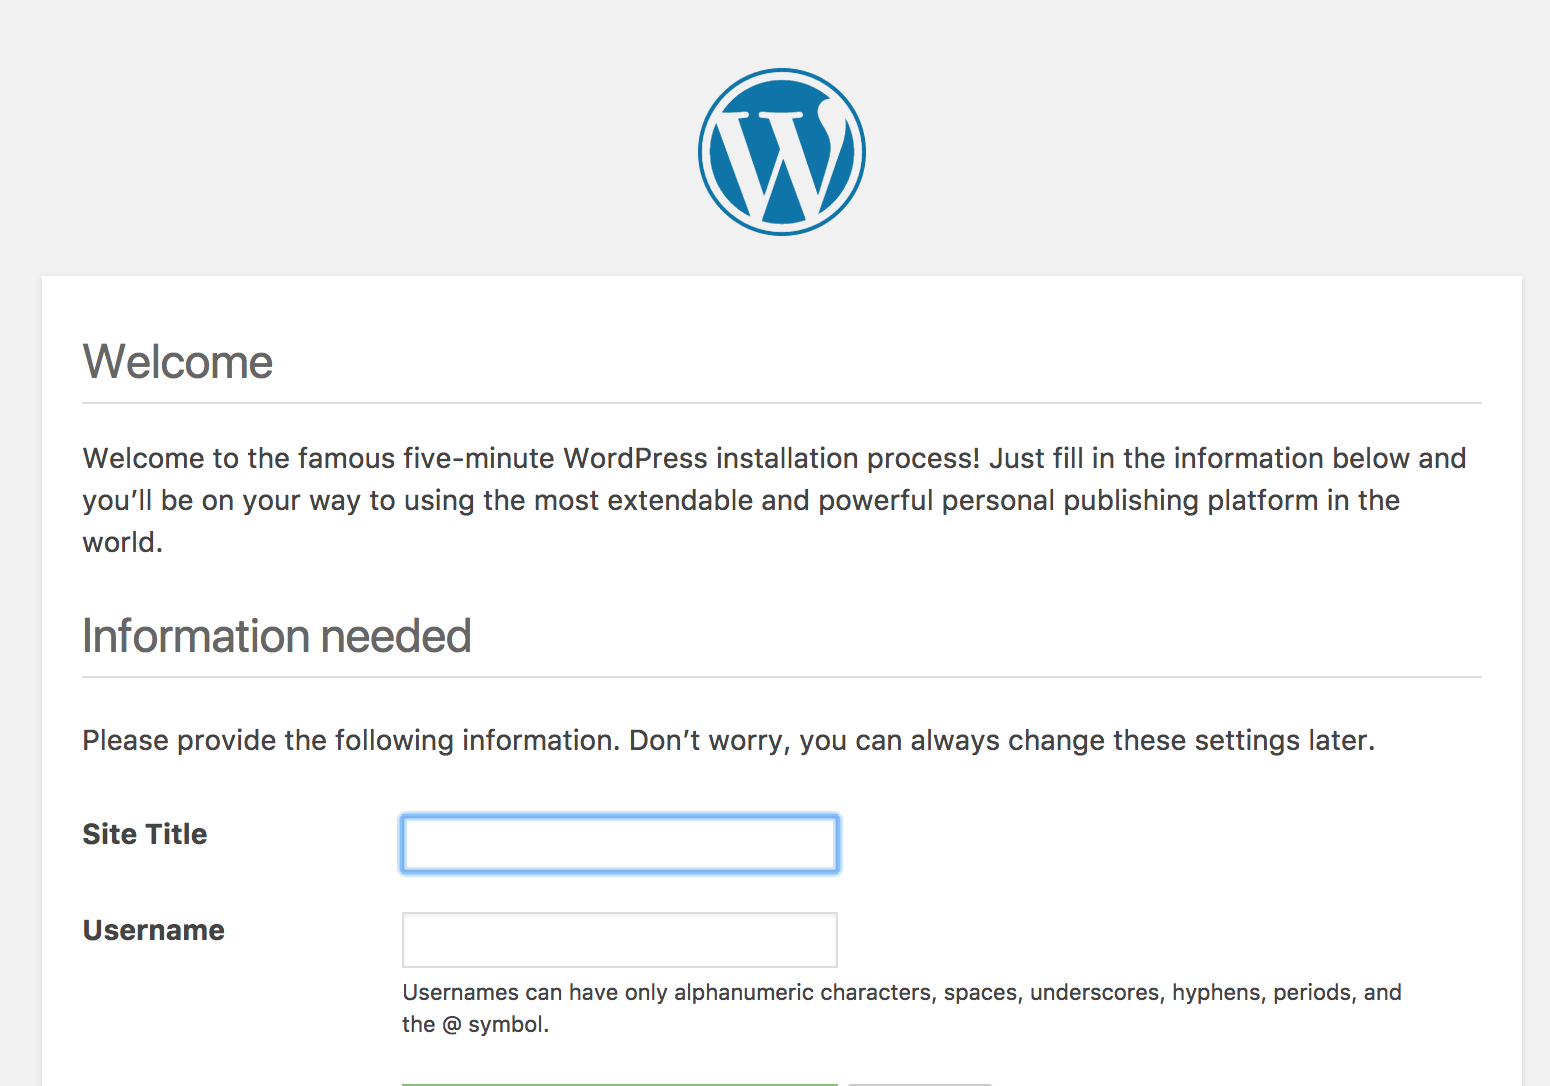 Welcome
Welcome to the famous five-minute WordPress installation process! Just fill in the information below and
you’ll be on your way to using the most extendable and powerful personal publishing platform in the
world.
Information needed
Please provide the following information. Don’t worry, you can always change these settings later.
Site Title
Username
Usernames can have only alphanumeric characters, spaces, underscores, hyphens, periods, and
the @ symbol.